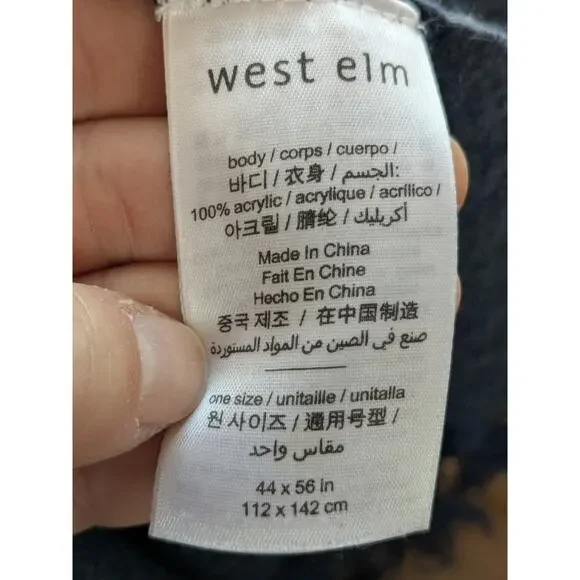 west elm
body / corps / cuerpo /
바디 / 衣身 / الجسم:
100% acrylic / acrylique / acrílico /
아크릴 / 腈纶 / أكريليك
Made In China
Fait En Chine
Hecho En China
중국 제조 / 在中国制造
صنع في الصين من المواد المستوردة
one size / unitaille / unitalla
원 사이즈 / 通用号型 /
مقاس واحد
44 x 56 in
112 x 142 cm